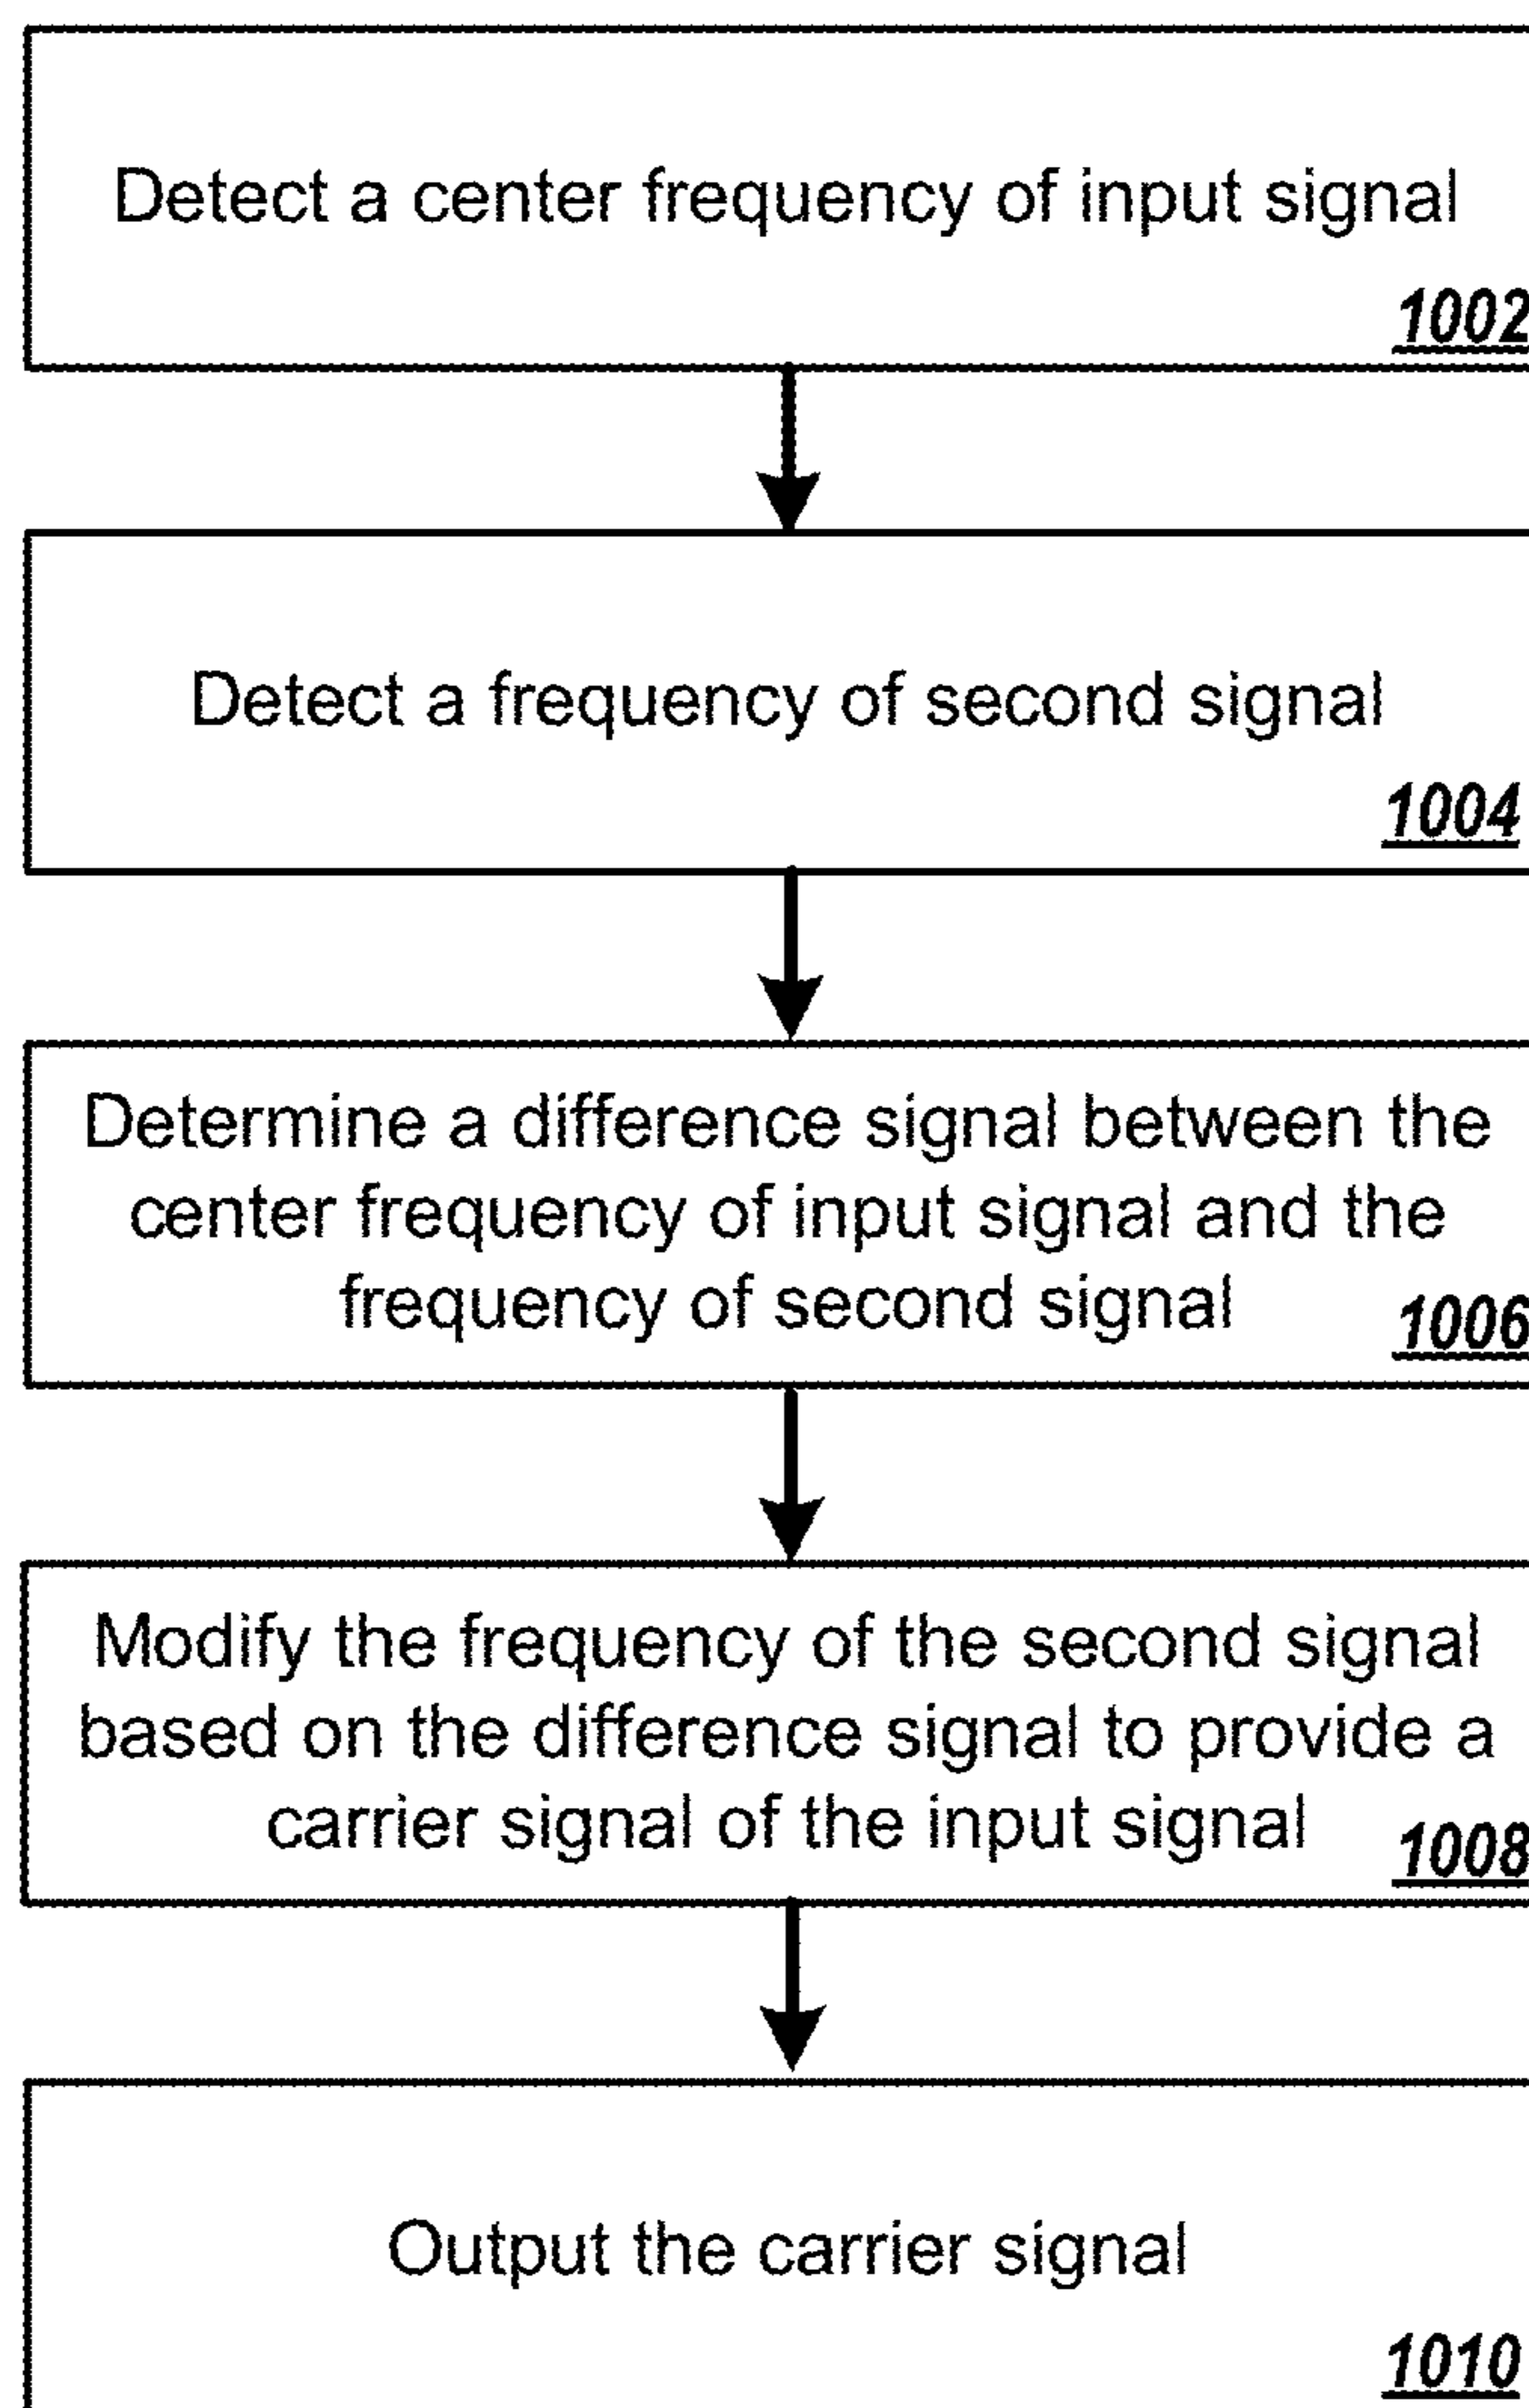 Detect a center frequency of input signal
1002
Detect a frequency of second signal
1004
Determine a difference signal between the
center frequency of input signal and the
frequency of second signal
1006
Modify the frequency of the second signal
based on the difference signal to provide a
carrier signal of the input signal
1008
Output the carrier signal
1010